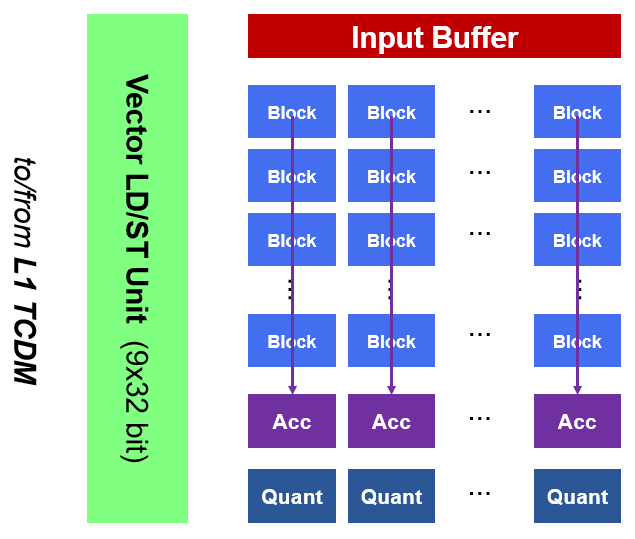 to/from L1 TCDM
Vector LD/ST Unit (9x32 bit)
Input Buffer
Block Block ... Block
Block Block ... Block
Block Block ... Block
⋮ ⋮ ⋮
Block Block ... Block
Acc Acc ... Acc
Quant Quant ... Quant